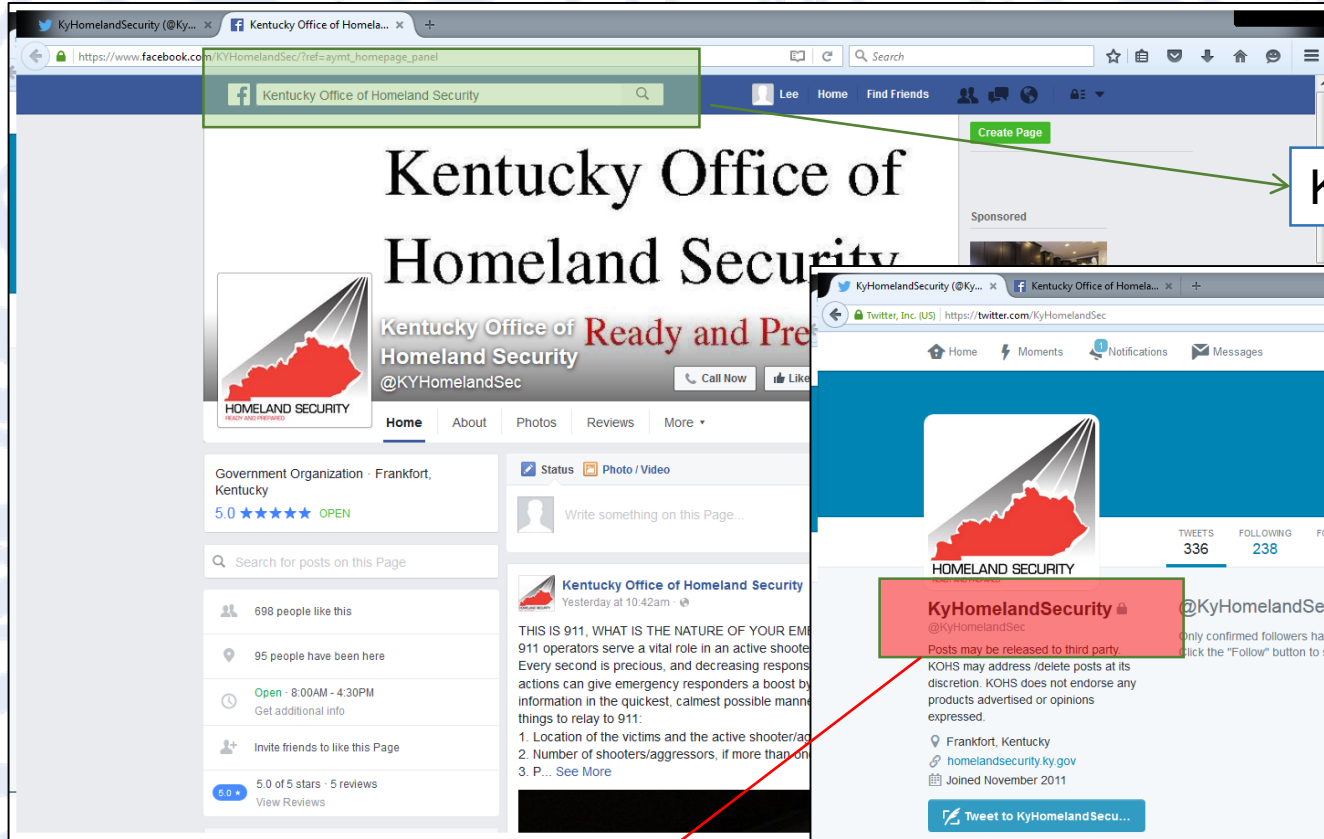 KyHomelandSecurity (@Ky...
Kentucky Office of Homela...
https://www.facebook.com/KYHomelandSec/?ref=aymt_homepage_panel
Search
Kentucky Office of Homeland Security
Lee
Home
Find Friends
Create Page
Kentucky Office of
Homeland Security
K
Sponsored
Kentucky Office of
Homeland Security
Ready and Pre
@KYHomelandSec
Call Now
Like
HOMELAND SECURITY
READY AND PREPARED
Home
About
Photos
Reviews
More
Government Organization · Frankfort,
Kentucky
5.0 ★★★★★ OPEN
Search for posts on this Page
698 people like this
95 people have been here
Open · 8:00AM - 4:30PM
Get additional info
Invite friends to like this Page
5.0 ★
5.0 of 5 stars · 5 reviews
View Reviews
Status
Photo / Video
Write something on this Page...
Kentucky Office of Homeland Security
Yesterday at 10:42am ·
THIS IS 911, WHAT IS THE NATURE OF YOUR EME
911 operators serve a vital role in an active shoote
Every second is precious, and decreasing respons
actions can give emergency responders a boost by
information in the quickest, calmest possible manne
things to relay to 911:
1. Location of the victims and the active shooter/ag
2. Number of shooters/aggressors, if more than one
3. P... See More
KyHomelandSecurity (@Ky...
Kentucky Office of Homela...
Twitter, Inc. (US)
https://twitter.com/KyHomelandSec
Home
Moments
1
Notifications
Messages
HOMELAND SECURITY
TWEETS
336
FOLLOWING
238
FO
KyHomelandSecurity
@KyHomelandSec
Posts may be released to third party.
KOHS may address /delete posts at its
discretion. KOHS does not endorse any
products advertised or opinions
expressed.
Frankfort, Kentucky
homelandsecurity.ky.gov
Joined November 2011
Tweet to KyHomelandSecu...
@KyHomelandSe
Only confirmed followers ha
Click the "Follow" button to s